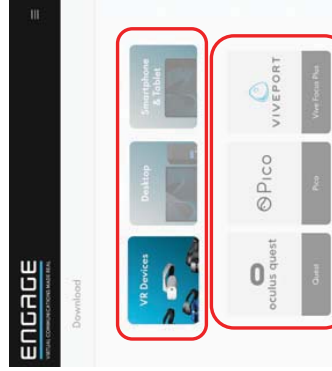 ENGAGE
VIRTUAL COMMUNICATIONS MADE REAL
Download
VR Devices
Desktop
Smartphone
& Tablet
oculus quest
Pico
VIVEPORT
Quest
Pico
Vive Focus Plus